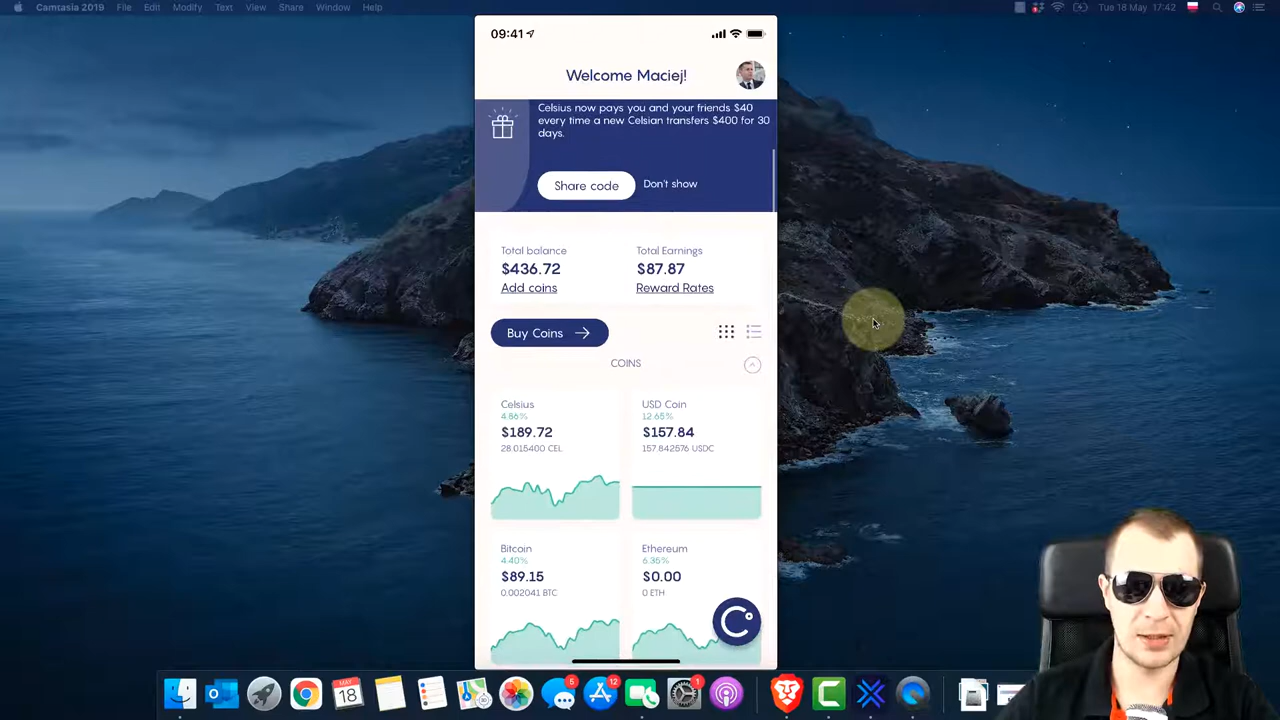 Camtasia 2019 File Edit Modify Text View Share Window Help
Tue 18 May 17:42
09:41
Welcome Maciej!
Celsius now pays you and your friends $40
every time a new Celsian transfers $400 for 30
days.
Share code Don't show
Total balance Total Earnings
$436.72 $87.87
Add coins Reward Rates
Buy Coins
COINS
Celsius USD Coin
4.86% 12.65%
$189.72 $157.84
28.015400 CEL 157.842576 USDC
Bitcoin Ethereum
4.40% 6.35%
$89.15 $0.00
0.002041 BTC 0 ETH
MAY
18
5
12
1